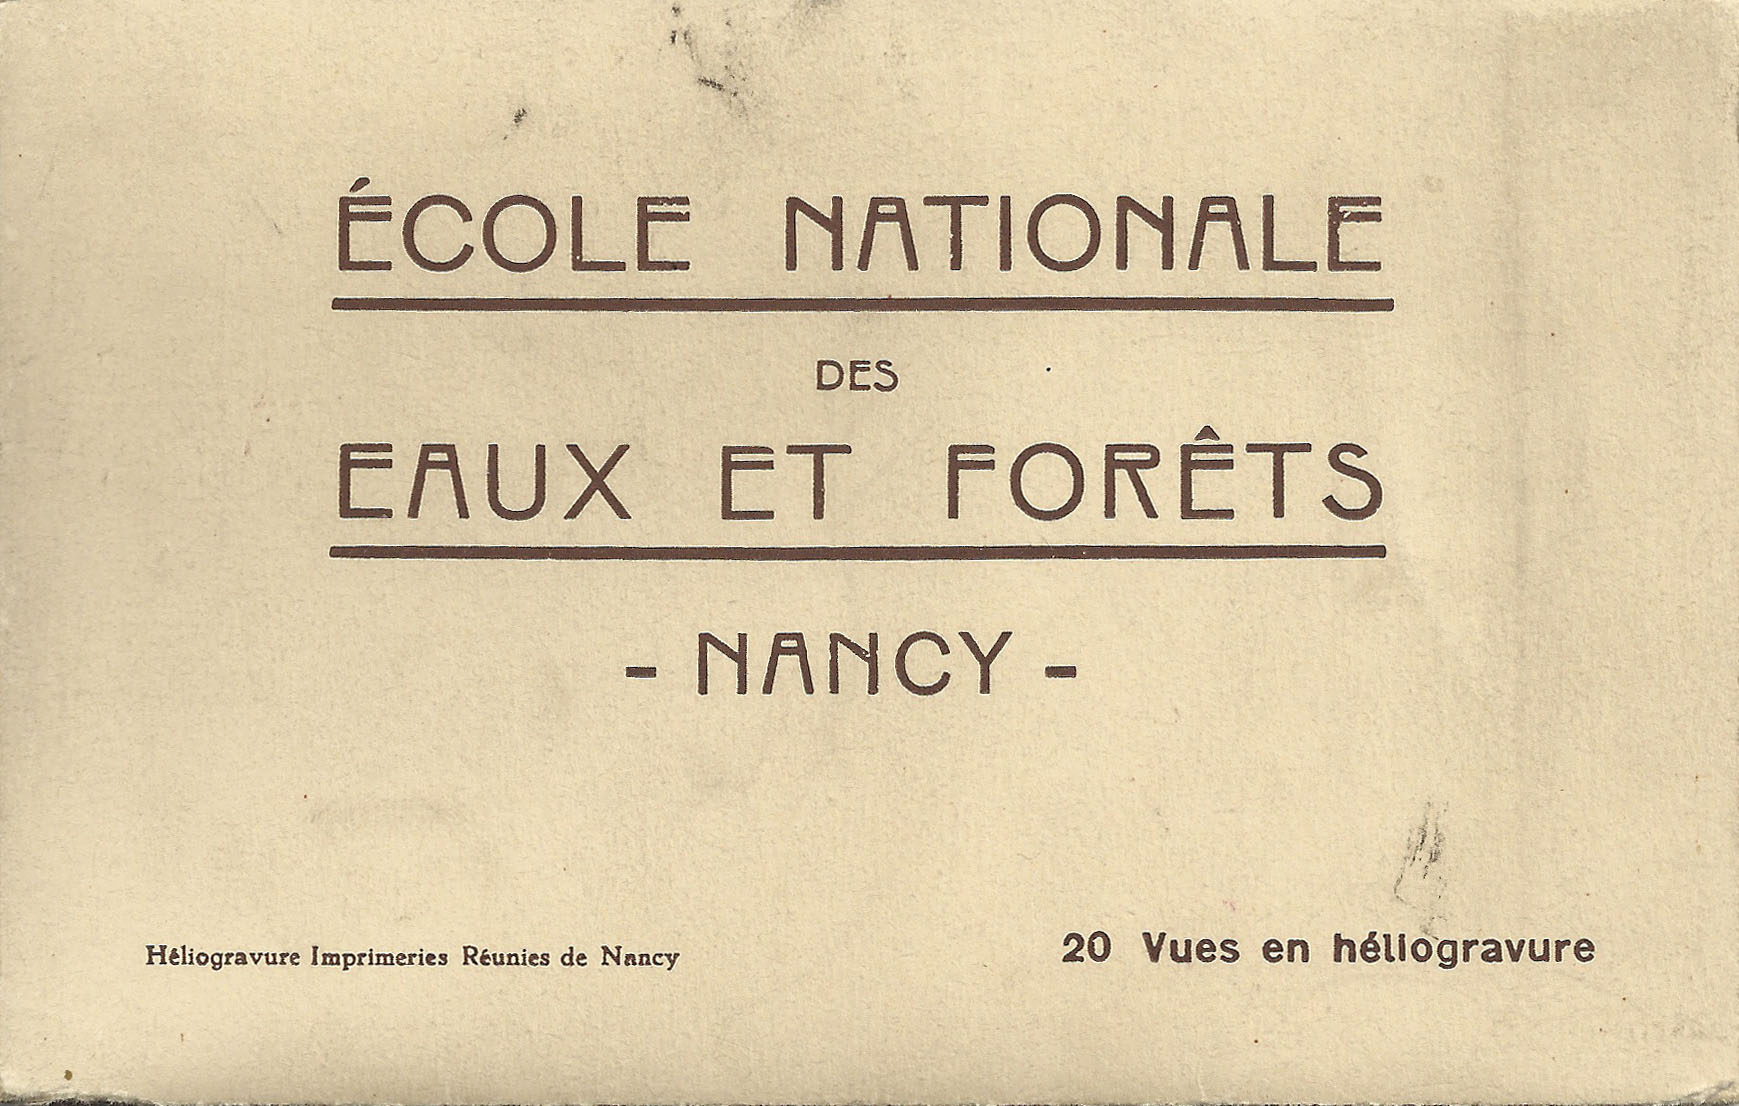 ÉCOLE NATIONALE
DES
EAUX ET FORÊTS
- NANCY -
Héliogravure Imprimeries Réunies de Nancy
20 Vues en héliogravure